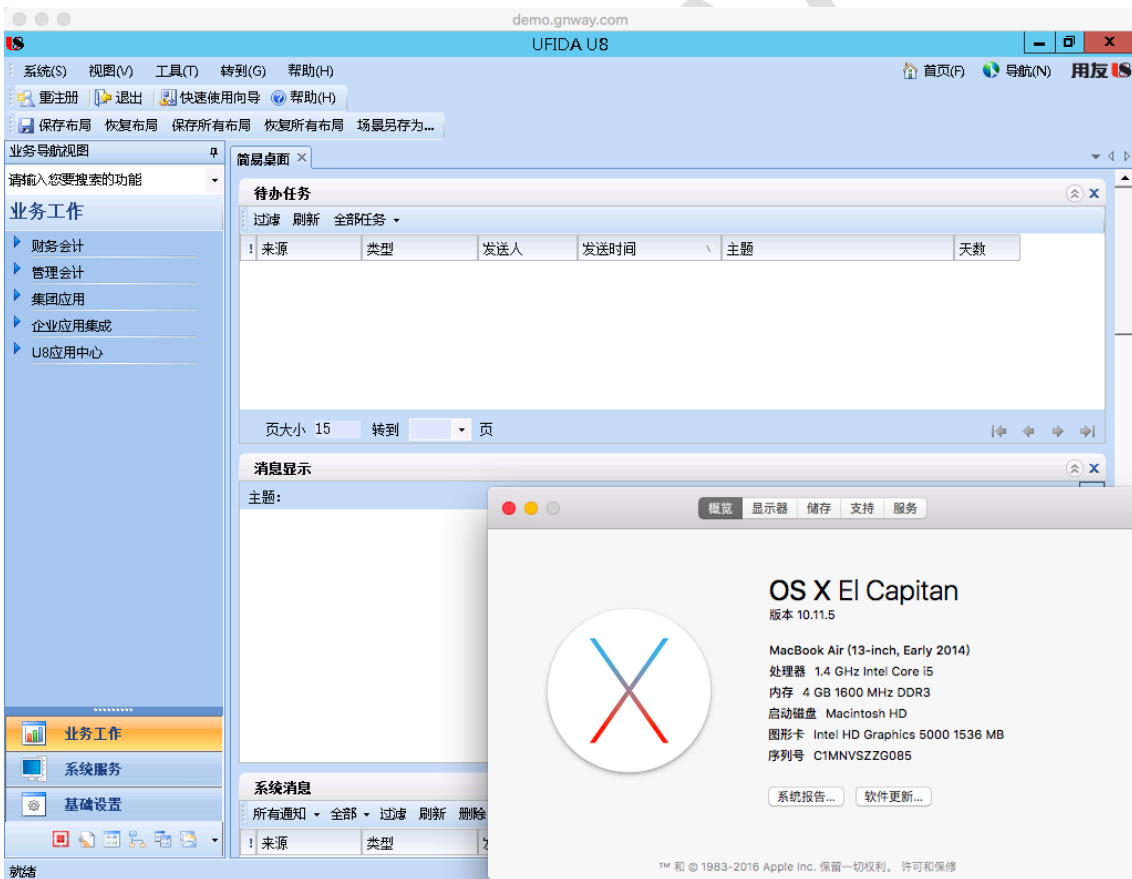 demo.gnway.com
UFIDA U8
系统(S) 视图(V) 工具(T) 转到(G) 帮助(H) 首页(F) 导航(N) 用友U8
重注册 退出 快速使用向导 帮助(H)
保存布局 恢复布局 保存所有布局 恢复所有布局 场景另存为...
业务导航视图
请输入您要搜索的功能
业务工作
财务会计
管理会计
集团应用
企业应用集成
U8应用中心
业务工作
系统服务
基础设置
就绪
简易桌面
待办任务
过滤 刷新 全部任务
! 来源 类型 发送人 发送时间 主题 天数
页大小 15 转到 页
消息显示
主题:
系统消息
所有通知 全部 过滤 刷新 删除
! 来源 类型
概览 显示器 储存 支持 服务
OS X El Capitan
版本 10.11.5
MacBook Air (13-inch, Early 2014)
处理器 1.4 GHz Intel Core i5
内存 4 GB 1600 MHz DDR3
启动磁盘 Macintosh HD
图形卡 Intel HD Graphics 5000 1536 MB
序列号 C1MNVSZZG085
系统报告... 软件更新...
™ 和 © 1983-2016 Apple Inc. 保留一切权利。 许可和保修